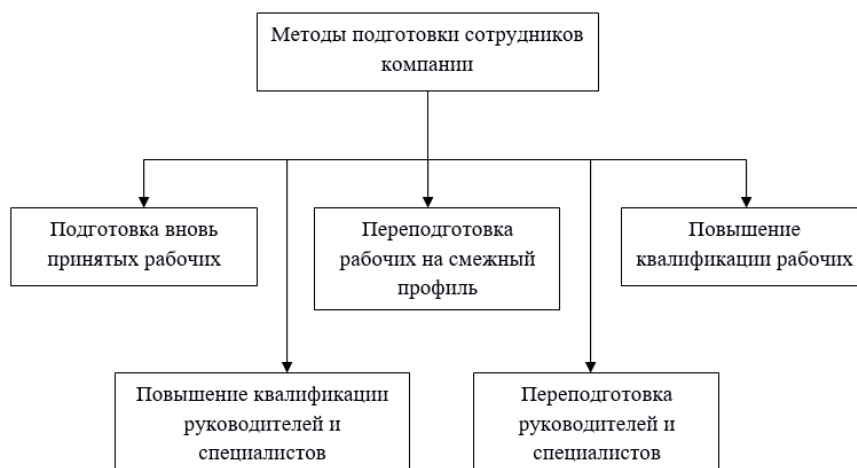 Методы подготовки сотрудников
компании
Подготовка вновь
принятых рабочих
Переподготовка
рабочих на смежный
профиль
Повышение
квалификации рабочих
Повышение квалификации
руководителей и
специалистов
Переподготовка
руководителей и
специалистов